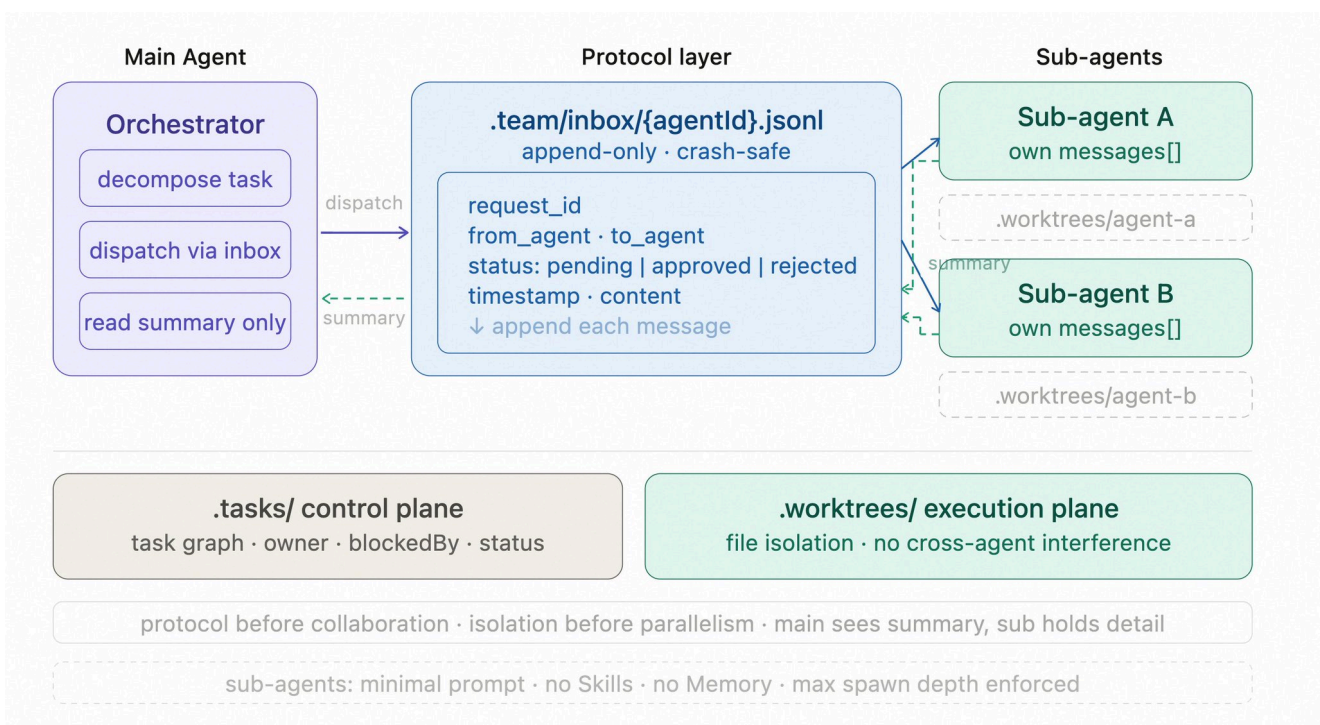 Main Agent
Protocol layer
Sub-agents
Orchestrator
decompose task
dispatch via inbox
read summary only
dispatch
summary
.team/inbox/{agentId}.jsonl
append-only · crash-safe
request_id
from_agent · to_agent
status: pending | approved | rejected
timestamp · content
↓ append each message
Sub-agent A
own messages[]
.worktrees/agent-a
summary
Sub-agent B
own messages[]
.worktrees/agent-b
.tasks/ control plane
task graph · owner · blockedBy · status
.worktrees/ execution plane
file isolation · no cross-agent interference
protocol before collaboration · isolation before parallelism · main sees summary, sub holds detail
sub-agents: minimal prompt · no Skills · no Memory · max spawn depth enforced